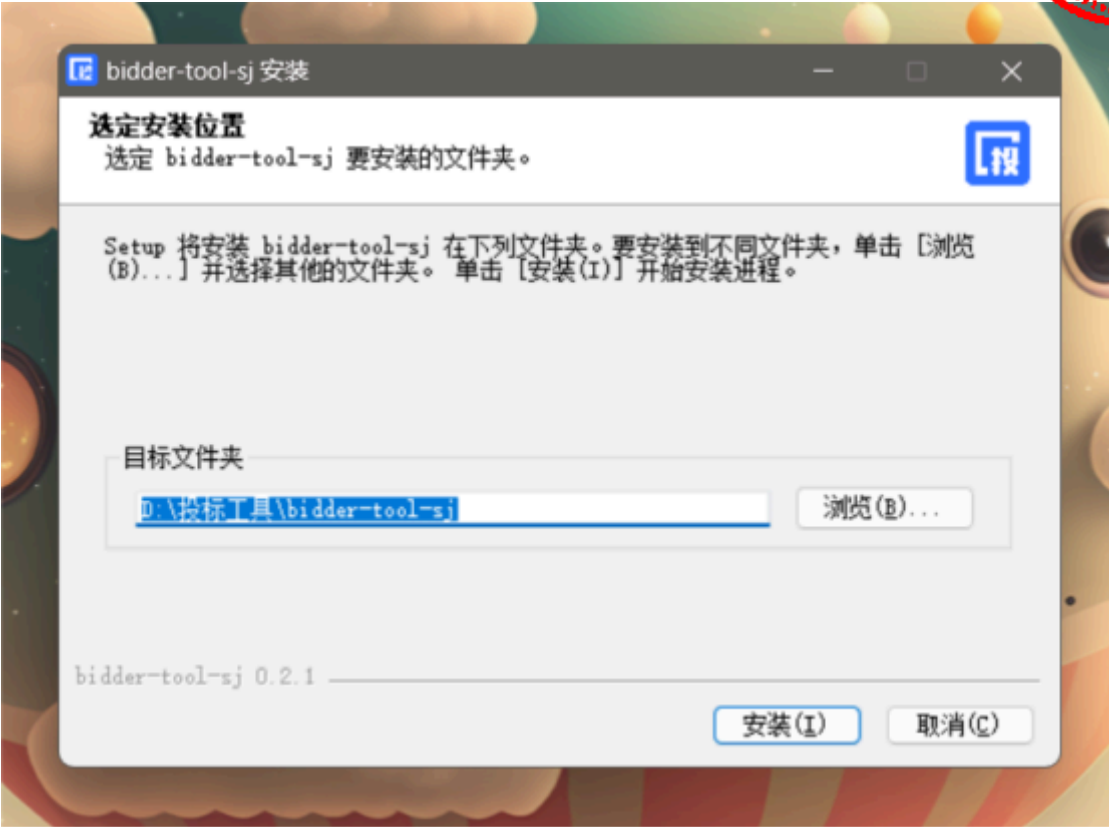 bidder-tool-sj 安装
选定安装位置
选定 bidder-tool-sj 要安装的文件夹。
投
Setup 将安装 bidder-tool-sj 在下列文件夹。要安装到不同文件夹，单击 [浏览
(B)...] 并选择其他的文件夹。 单击 [安装(I)] 开始安装进程。
目标文件夹
D:\投标工具\bidder-tool-sj
浏览(B)...
bidder-tool-sj 0.2.1
安装(I)
取消(C)